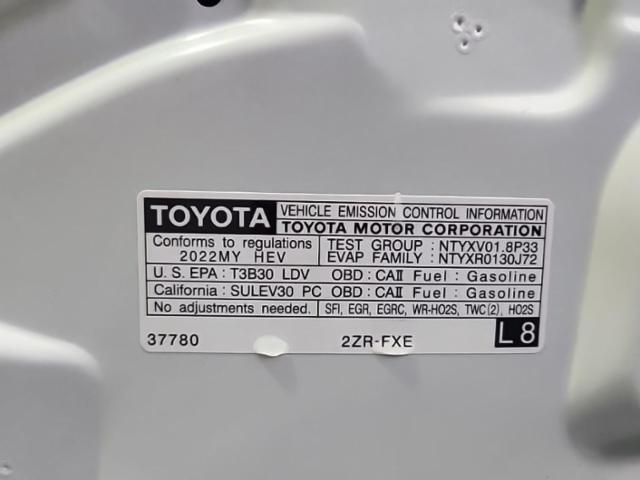 TOYOTA VEHICLE EMISSION CONTROL INFORMATION
TOYOTA MOTOR CORPORATION
Conforms to regulations TEST GROUP : NTYXV01.8P33
2022MY HEV EVAP FAMILY : NTYXR0130J72
U.S. EPA : T3B30 LDV OBD : CAⅡ Fuel : Gasoline
California : SULEV30 PC OBD : CAⅡ Fuel : Gasoline
No adjustments needed. SFI, EGR, EGRC, WR-HO2S, TWC(2), HO2S
37780 2ZR-FXE L8